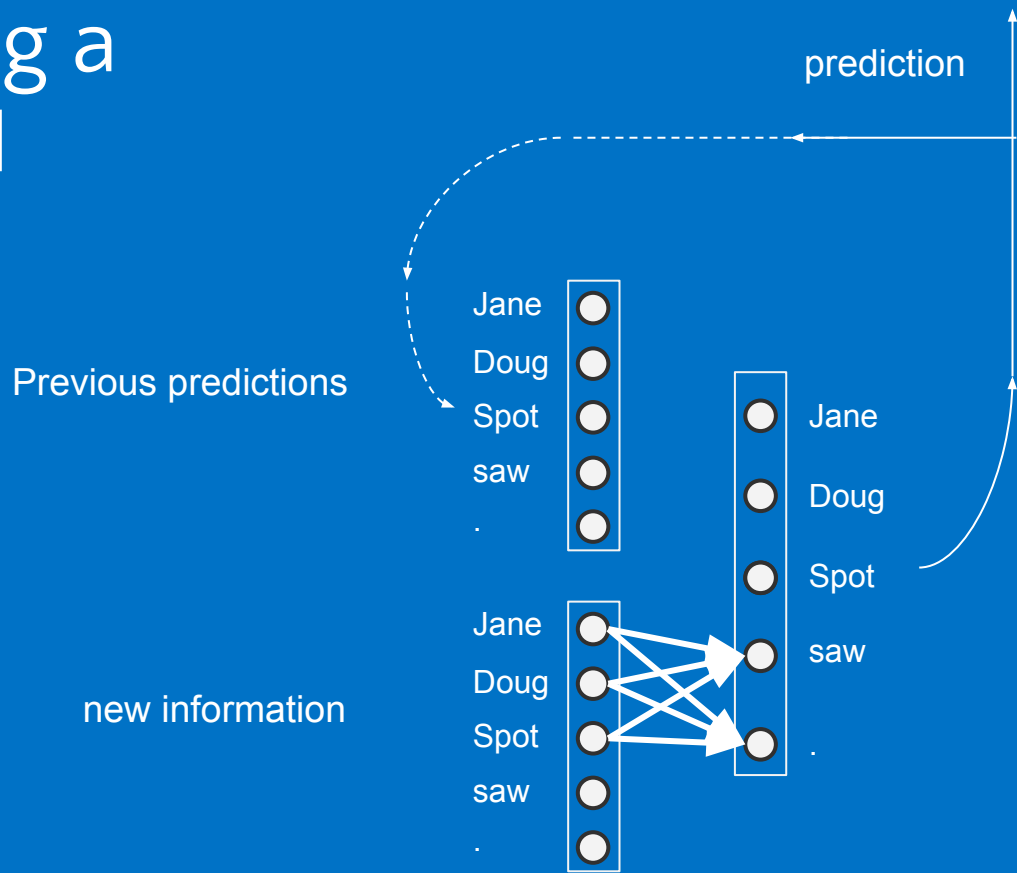 g a
prediction
Previous predictions
Jane
Doug
Spot
saw
.
Jane
Doug
Spot
saw
.
new information
Jane
Doug
Spot
saw
.